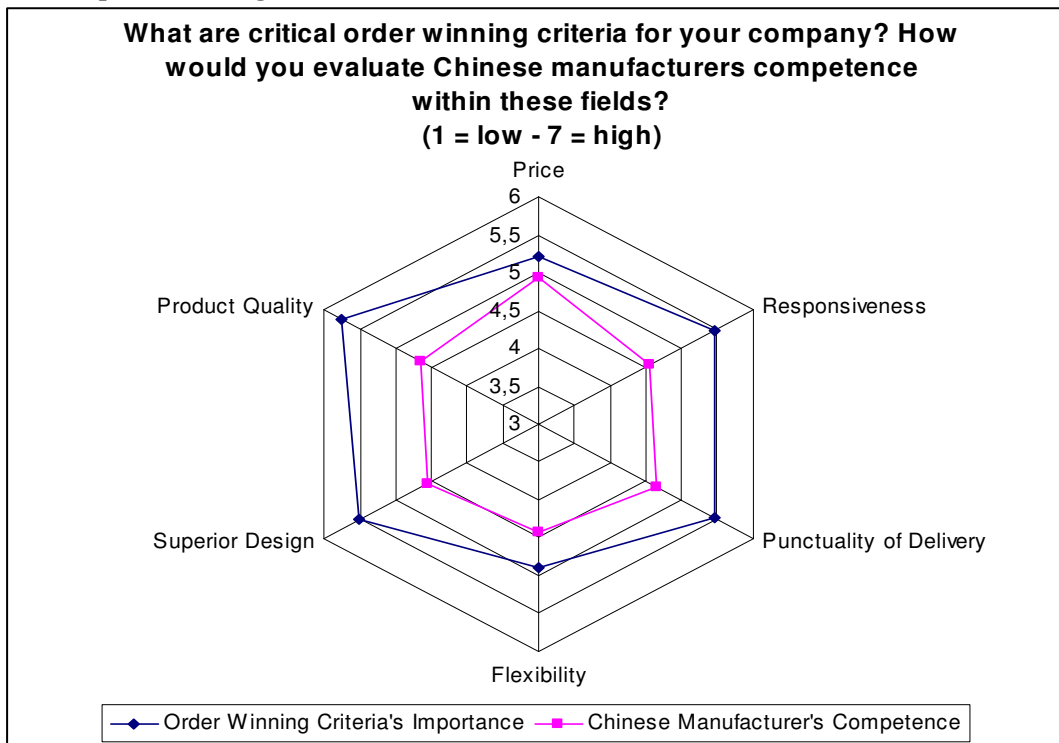 What are critical order winning criteria for your company? How
would you evaluate Chinese manufacturers competence
within these fields?
(1 = low - 7 = high)
Price
6
5,5
5
4,5
4
3,5
3
Product Quality
Responsiveness
Superior Design
Punctuality of Delivery
Flexibility
Order Winning Criteria's Importance
Chinese Manufacturer's Competence